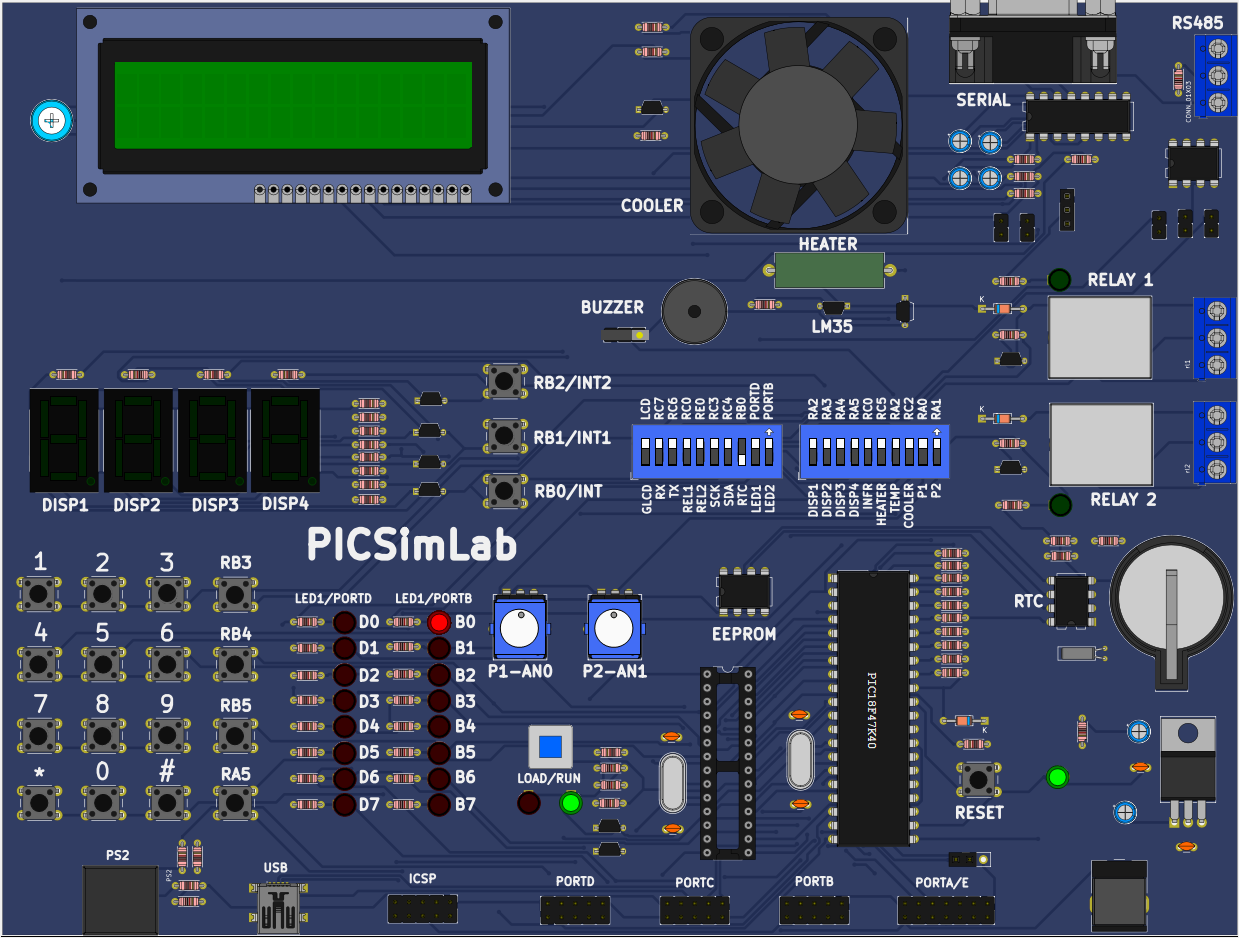 RS485
SERIAL
CONN_01X03
COOLER
HEATER
RELAY 1
BUZZER
LM35
K
rl1
RB2/INT2
LCD RC7 RC6 RC0 RE0 RC3 RC4 RB0 PORTD PORTB
RA2 RA3 RA4 RA5 RC0 RC5 RA2 RC2 RA0 RA1
K
RB1/INT1
rl2
GLCD RX TX REL1 REL2 SCK SDA RTC LED1 LED2
DISP1 DISP2 DISP3 DISP4 INFR HEATER TEMP COOLER P1 P2
RB0/INT
RELAY 2
DISP1 DISP2 DISP3 DISP4
PICSimLab
1 2 3 RB3
LED1/PORTD LED1/PORTB
RTC
D0 B0
4 5 6 RB4
EEPROM
D1 B1
P1-AN0 P2-AN1
D2 B2
7 8 9 RB5
D3 B3
PIC18F47K40
D4 B4
K
D5 B5
* 0 # RA5
D6 B6
LOAD/RUN
D7 B7
RESET
PS2
PS2
USB
ICSP
PORTD
PORTC
PORTB
PORTA/E